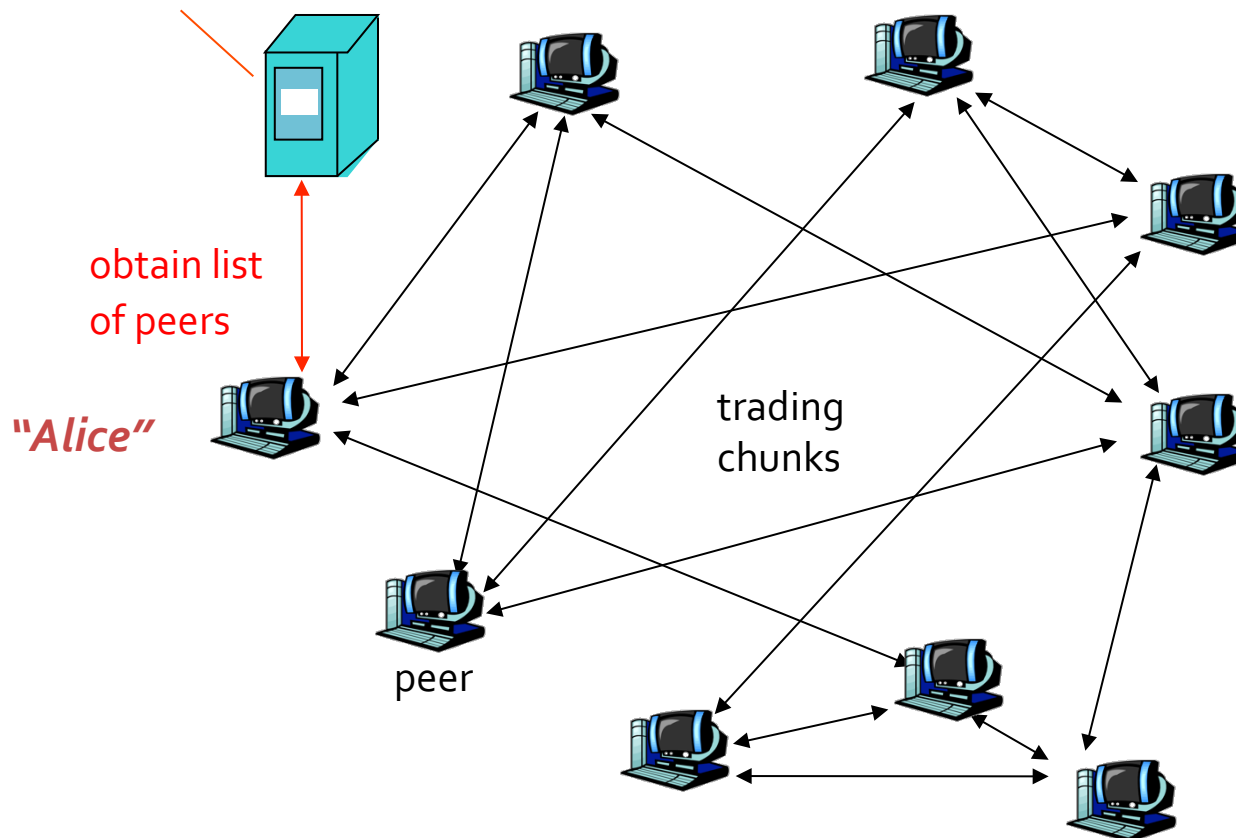 obtain list
of peers
“Alice”
trading
chunks
peer